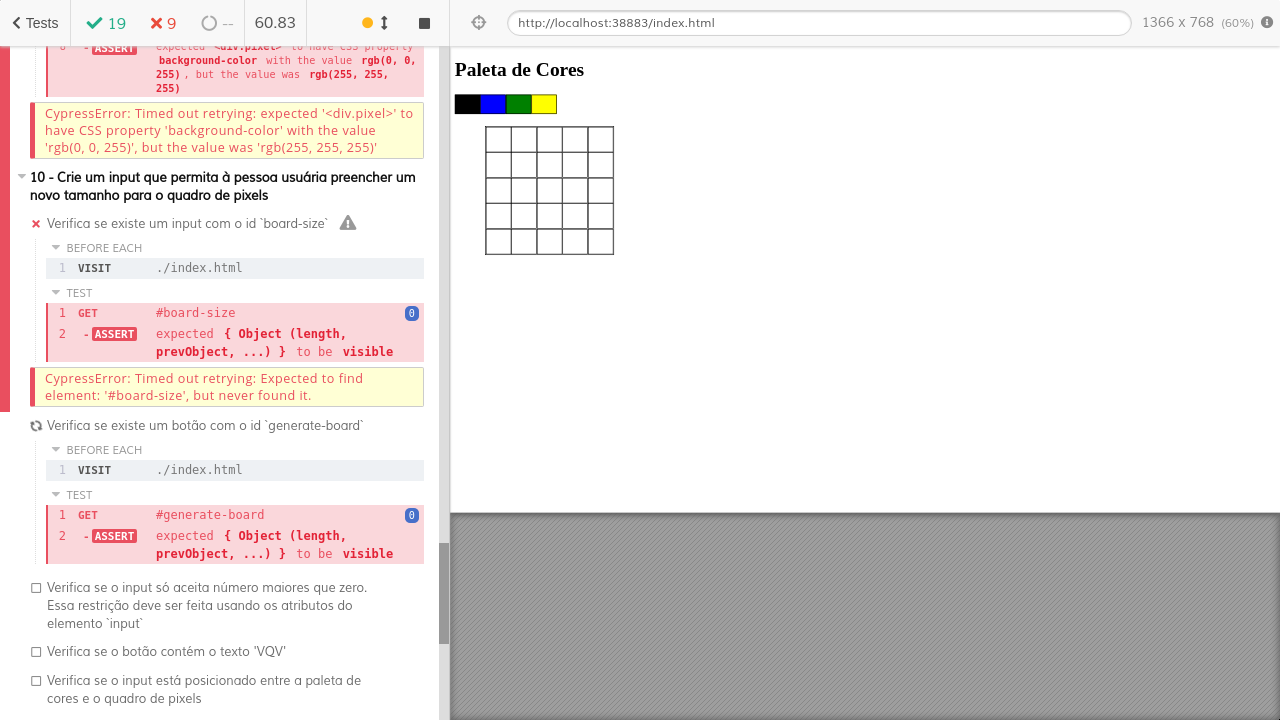 Tests
19
9
--
60.83
http://localhost:38883/index.html
1366 x 768 (60%)
6 - ASSERT expected <div.pixel> to have CSS property
background-color with the value rgb(0, 0,
255) , but the value was rgb(255, 255,
255)
CypressError: Timed out retrying: expected '<div.pixel>' to
have CSS property 'background-color' with the value
'rgb(0, 0, 255)', but the value was 'rgb(255, 255, 255)'
10 - Crie um input que permita à pessoa usuária preencher um
novo tamanho para o quadro de pixels
Verifica se existe um input com o id `board-size`
BEFORE EACH
1 VISIT ./index.html
TEST
1 GET #board-size 0
2 - ASSERT expected { Object (length,
prevObject, ...) } to be visible
CypressError: Timed out retrying: Expected to find
element: '#board-size', but never found it.
Verifica se existe um botão com o id `generate-board`
BEFORE EACH
1 VISIT ./index.html
TEST
1 GET #generate-board 0
2 - ASSERT expected { Object (length,
prevObject, ...) } to be visible
Verifica se o input só aceita número maiores que zero.
Essa restrição deve ser feita usando os atributos do
elemento `input`
Verifica se o botão contém o texto 'VQV'
Verifica se o input está posicionado entre a paleta de
cores e o quadro de pixels
Paleta de Cores